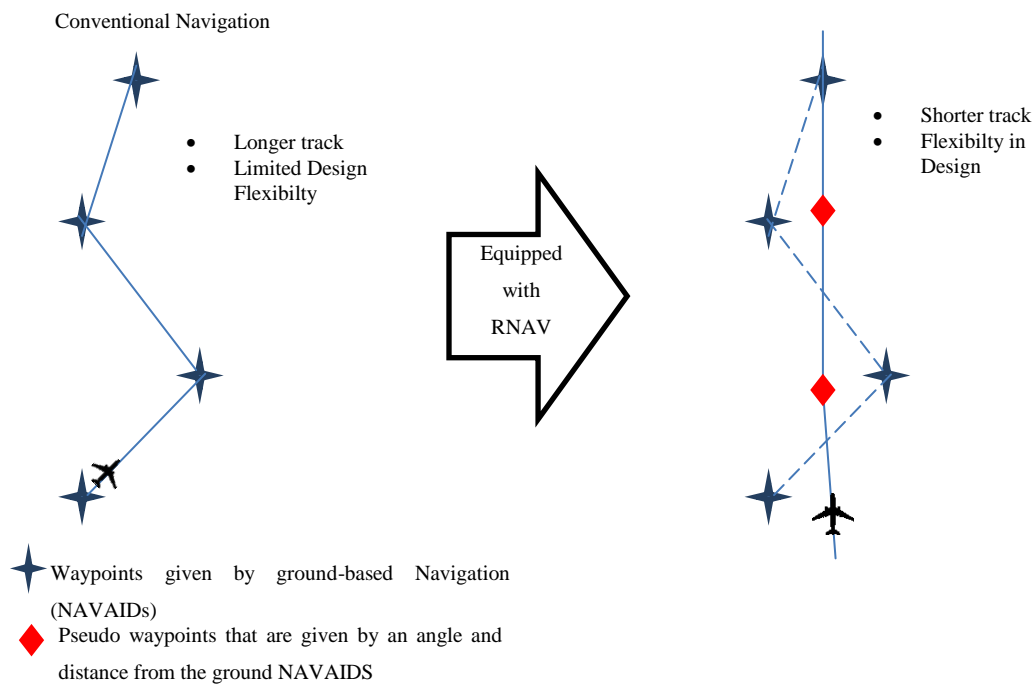 Conventional Navigation
• Longer track
• Limited Design
Flexibilty
Equipped
with
RNAV
• Shorter track
• Flexibilty in
Design
Waypoints given by ground-based Navigation
(NAVAIDs)
Pseudo waypoints that are given by an angle and
distance from the ground NAVAIDS